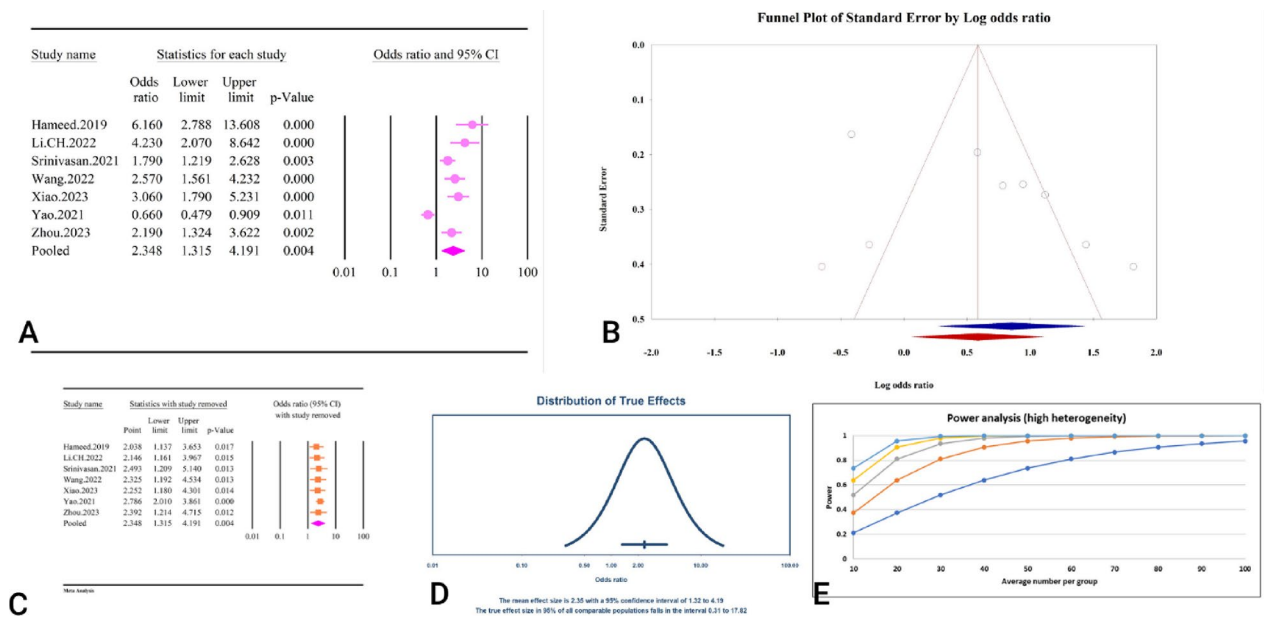 Study name Statistics for each study Odds ratio and 95% CI
Odds Lower Upper
ratio limit limit p-Value
Hameed.2019 6.160 2.788 13.608 0.000
Li.CH.2022 4.230 2.070 8.642 0.000
Srinivasan.2021 1.790 1.219 2.628 0.003
Wang.2022 2.570 1.561 4.232 0.000
Xiao.2023 3.060 1.790 5.231 0.000
Yao.2021 0.660 0.479 0.909 0.011
Zhou.2023 2.190 1.324 3.622 0.002
Pooled 2.348 1.315 4.191 0.004
0.01 0.1 1 10 100
A
Funnel Plot of Standard Error by Log odds ratio
0.0
0.1
0.2
0.3
0.4
0.5
Standard Error
-2.0 -1.5 -1.0 -0.5 0.0 0.5 1.0 1.5 2.0
Log odds ratio
B
Study name Statistics with study removed Odds ratio (95% CI)
with study removed
Lower Upper
Point limit limit p-Value
Hameed.2019 2.038 1.137 3.653 0.017
Li.CH.2022 2.146 1.161 3.967 0.015
Srinivasan.2021 2.493 1.209 5.140 0.013
Wang.2022 2.325 1.192 4.534 0.013
Xiao.2023 2.252 1.180 4.301 0.014
Yao.2021 2.786 2.010 3.861 0.000
Zhou.2023 2.392 1.214 4.715 0.012
Pooled 2.348 1.315 4.191 0.004
0.01 0.1 1 10 100
Meta Analysis
C
Distribution of True Effects
0.01 0.10 0.50 1.00 2.00 10.00 100.00
Odds ratio
The mean effect size is 2.35 with a 95% confidence interval of 1.32 to 4.19
The true effect size in 95% of all comparable populations falls in the interval 0.31 to 17.82
D
Power analysis (high heterogeneity)
1
0.8
0.6
0.4
0.2
0
Power
10 20 30 40 50 60 70 80 90 100
Average number per group
E